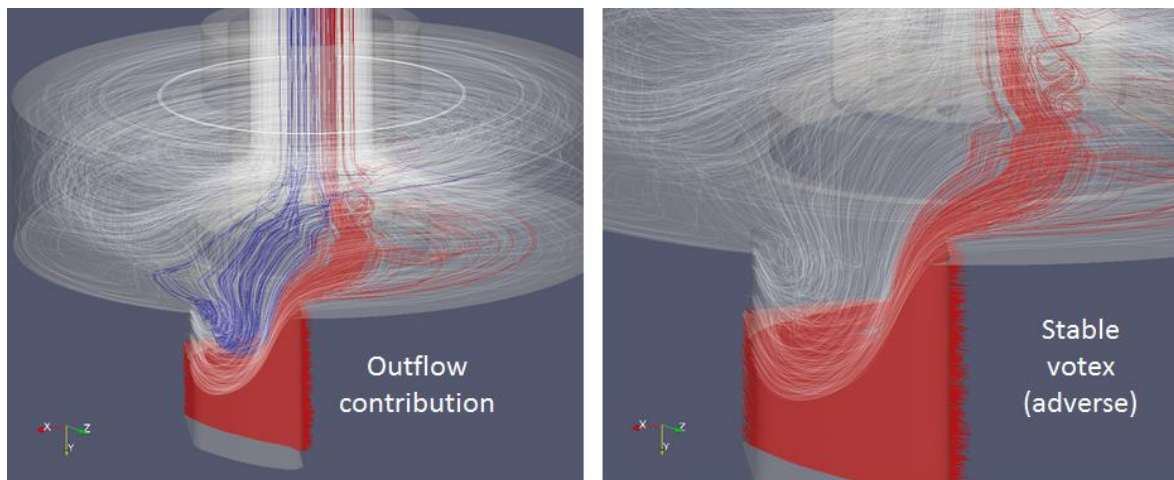 Outflow
contribution
X Z
Y
Stable
votex
(adverse)
X Z
Y